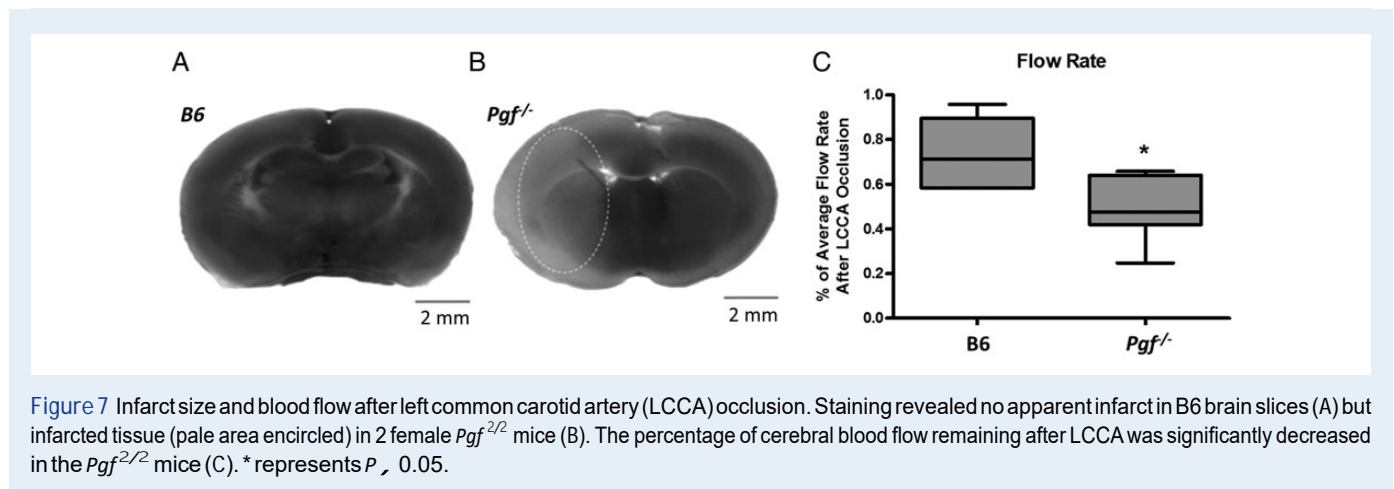 A
B
C
Flow Rate
B6
Pgf-/-
% of Average Flow Rate
After LCCA Occlusion
1.0
0.8
0.6
0.4
0.2
0.0
*
2 mm
2 mm
B6
Pgf-/-
Figure 7 Infarct size and blood flow after left common carotid artery (LCCA) occlusion. Staining revealed no apparent infarct in B6 brain slices (A) but
infarcted tissue (pale area encircled) in 2 female Pgf 2/2 mice (B). The percentage of cerebral blood flow remaining after LCCA was significantly decreased
in the Pgf 2/2 mice (C). * represents P , 0.05.